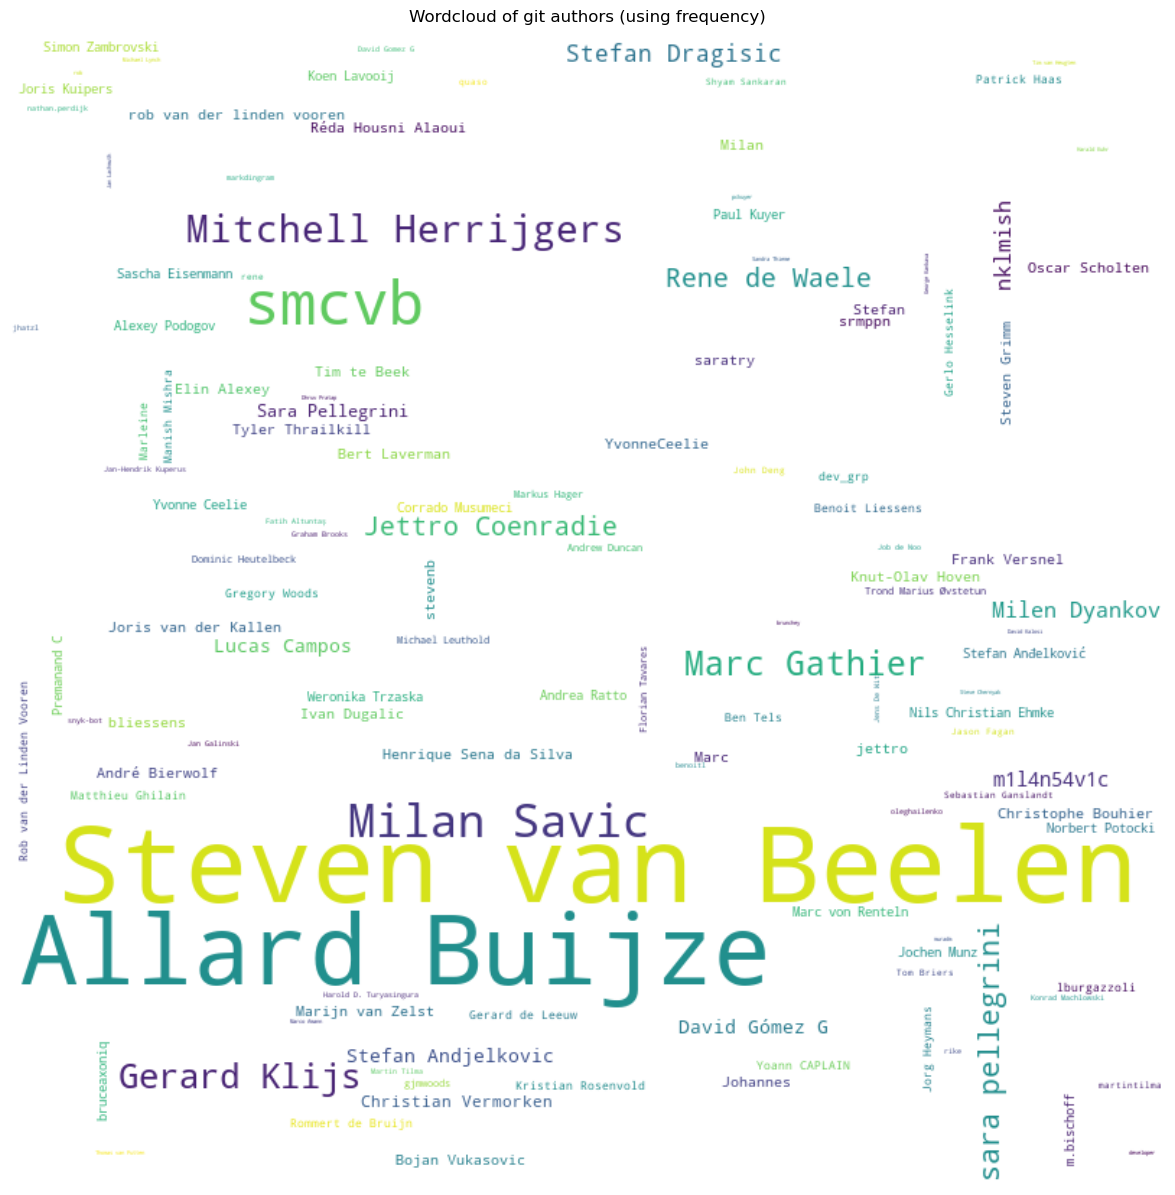 Wordcloud of git authors (using frequency)
Simon Zambrovski
David Gomez G
Stefan Dragisic
Michael Lynch
Koen Lavooij
Joris Kuipers
Shyam Sankaran
Patrick Haas
nathan.perdijk
rob van der linden vooren
Réda Housni Alaoui
Milan
markdingram
Mitchell Herrijgers
Paul Kuyer
nklmish
Sascha Eisenmann
rene
Rene de Waele
Oscar Scholten
smcvb
Stefan
srmppn
Gerlo Hesselink
jhatzl
Alexey Podogov
Steven Grimm
saratry
Tim te Beek
Elin Alexey
Manish Mishra
Marleine
Sara Pellegrini
Tyler Thrailkill
YvonneCeelie
Bert Laverman
Jan-Hendrik Kuperus
John Deng
dev_grp
Markus Hager
Yvonne Ceelie
Corrado Musumeci
Benoit Liessens
Fatih Altuntaş
Jettro Coenradie
Graham Brooks
Andrew Duncan
Job de Noo
Dominic Heutelbeck
Frank Versnel
stevenb
Knut-Olav Hoven
Gregory Woods
Trond Marius Øvstetun
Milen Dyankov
Joris van der Kallen
Michael Leuthold
Lucas Campos
Premanand C
Stefan Andelković
Marc Gathier
Florian Tavares
Weronika Trzaska
Andrea Ratto
Jens De Wit
Ivan Dugalic
Ben Tels
Nils Christian Ehmke
snyk-bot
bliessens
Jason Fagan
Jan Galinski
Henrique Sena da Silva
Marc
jettro
benoitl
Rob van der Linden Vooren
André Bierwolf
m1l4n54v1c
Matthieu Ghilain
Sebastian Ganslandt
oleghailenko
Christophe Bouhier
Milan Savic
Norbert Potocki
Steven van Beelen
Marc von Renteln
Allard Buijze
Jochen Munz
sara pellegrini
Tom Briers
Harold D. Turyasingura
lburgazzoli
Konrad Machlowski
Marijn van Zelst
Gerard de Leeuw
David Gómez G
Jorg Heymans
Stefan Andjelkovic
rike
Gerard Klijs
Martin Tilma
Yoann CAPLAIN
bruceaxoniq
gjnwoods
Kristian Rosenvold
Johannes
martintilma
Christian Vermorken
m.bischoff
Rommert de Bruijn
Bojan Vukasovic
developer